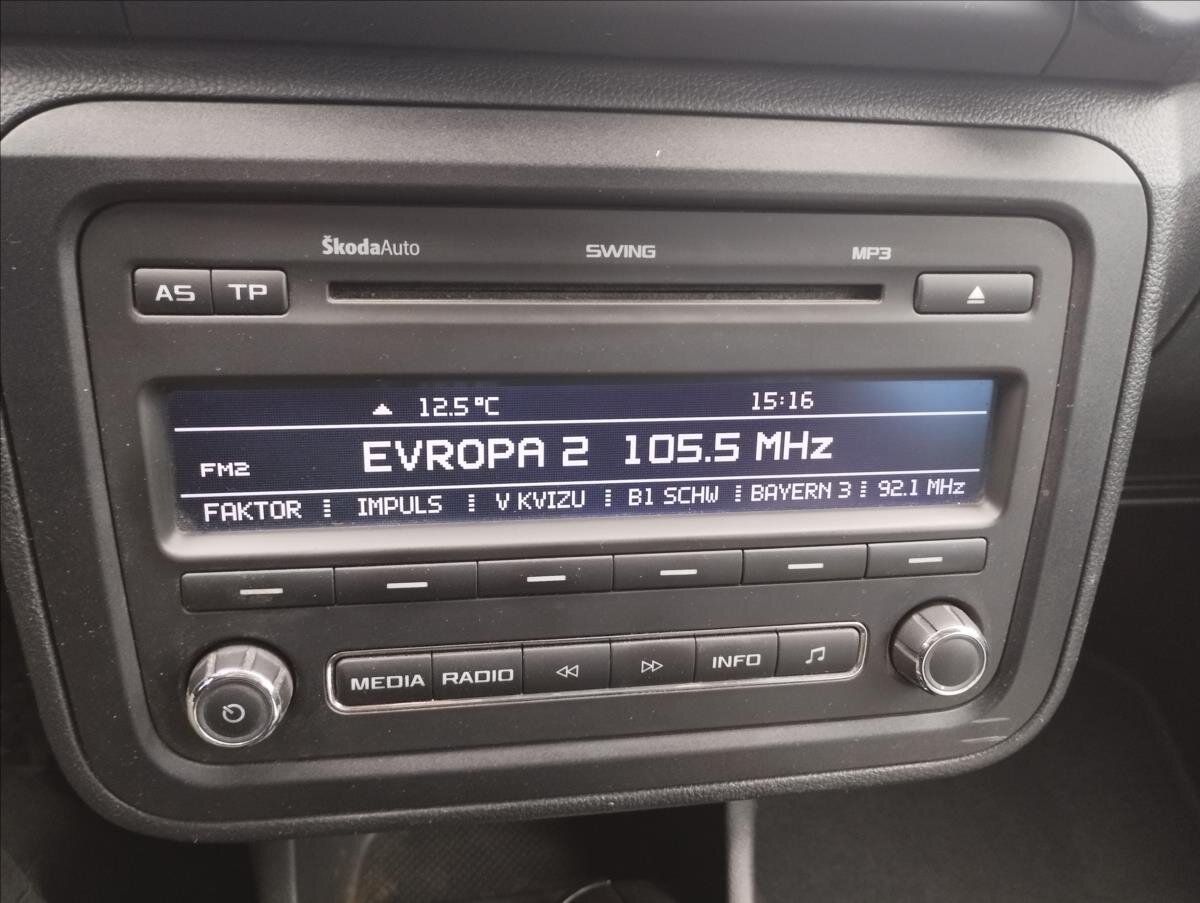 ŠkodaAuto SWING MP3
AS TP
12.5°C 15:16
FM2 EVROPA 2 105.5 MHz
FAKTOR IMPULS V KVIZU B1 SCHW BAYERN 3 92.1 MHz
MEDIA RADIO INFO